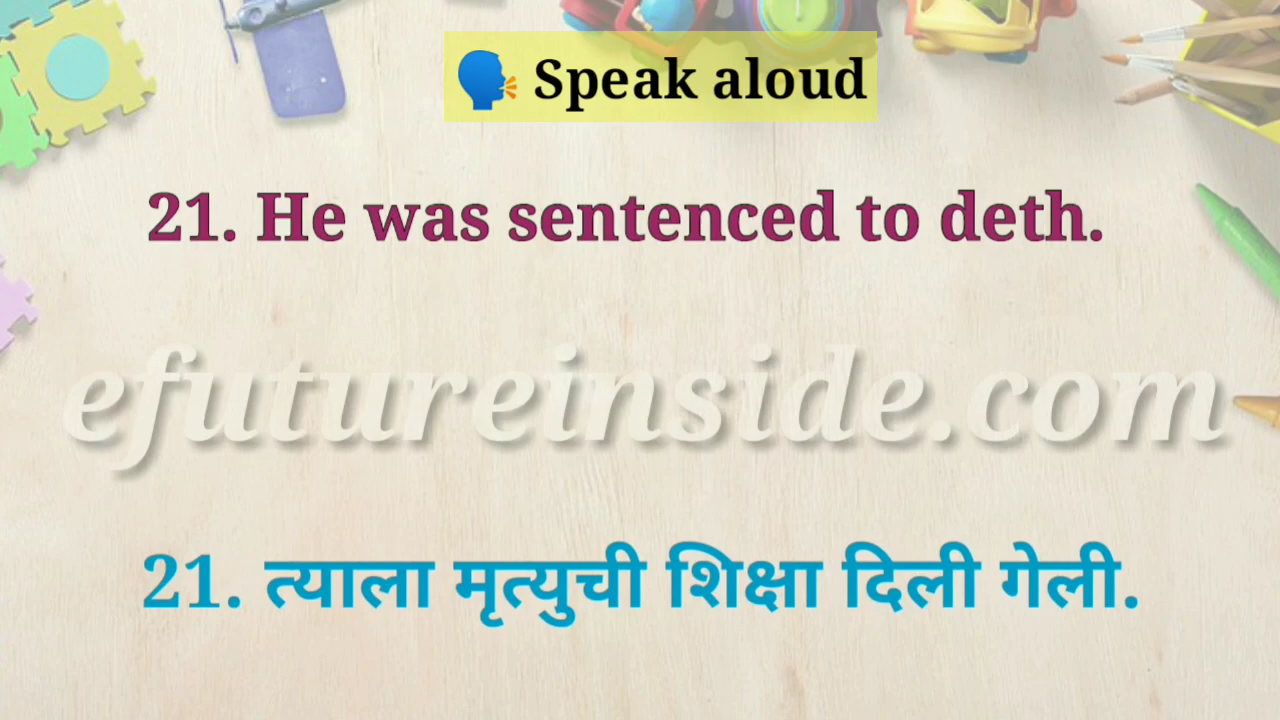 🗣️ Speak aloud
21. He was sentenced to deth.
efutureinside.com
21. त्याला मृत्युची शिक्षा दिली गेली.